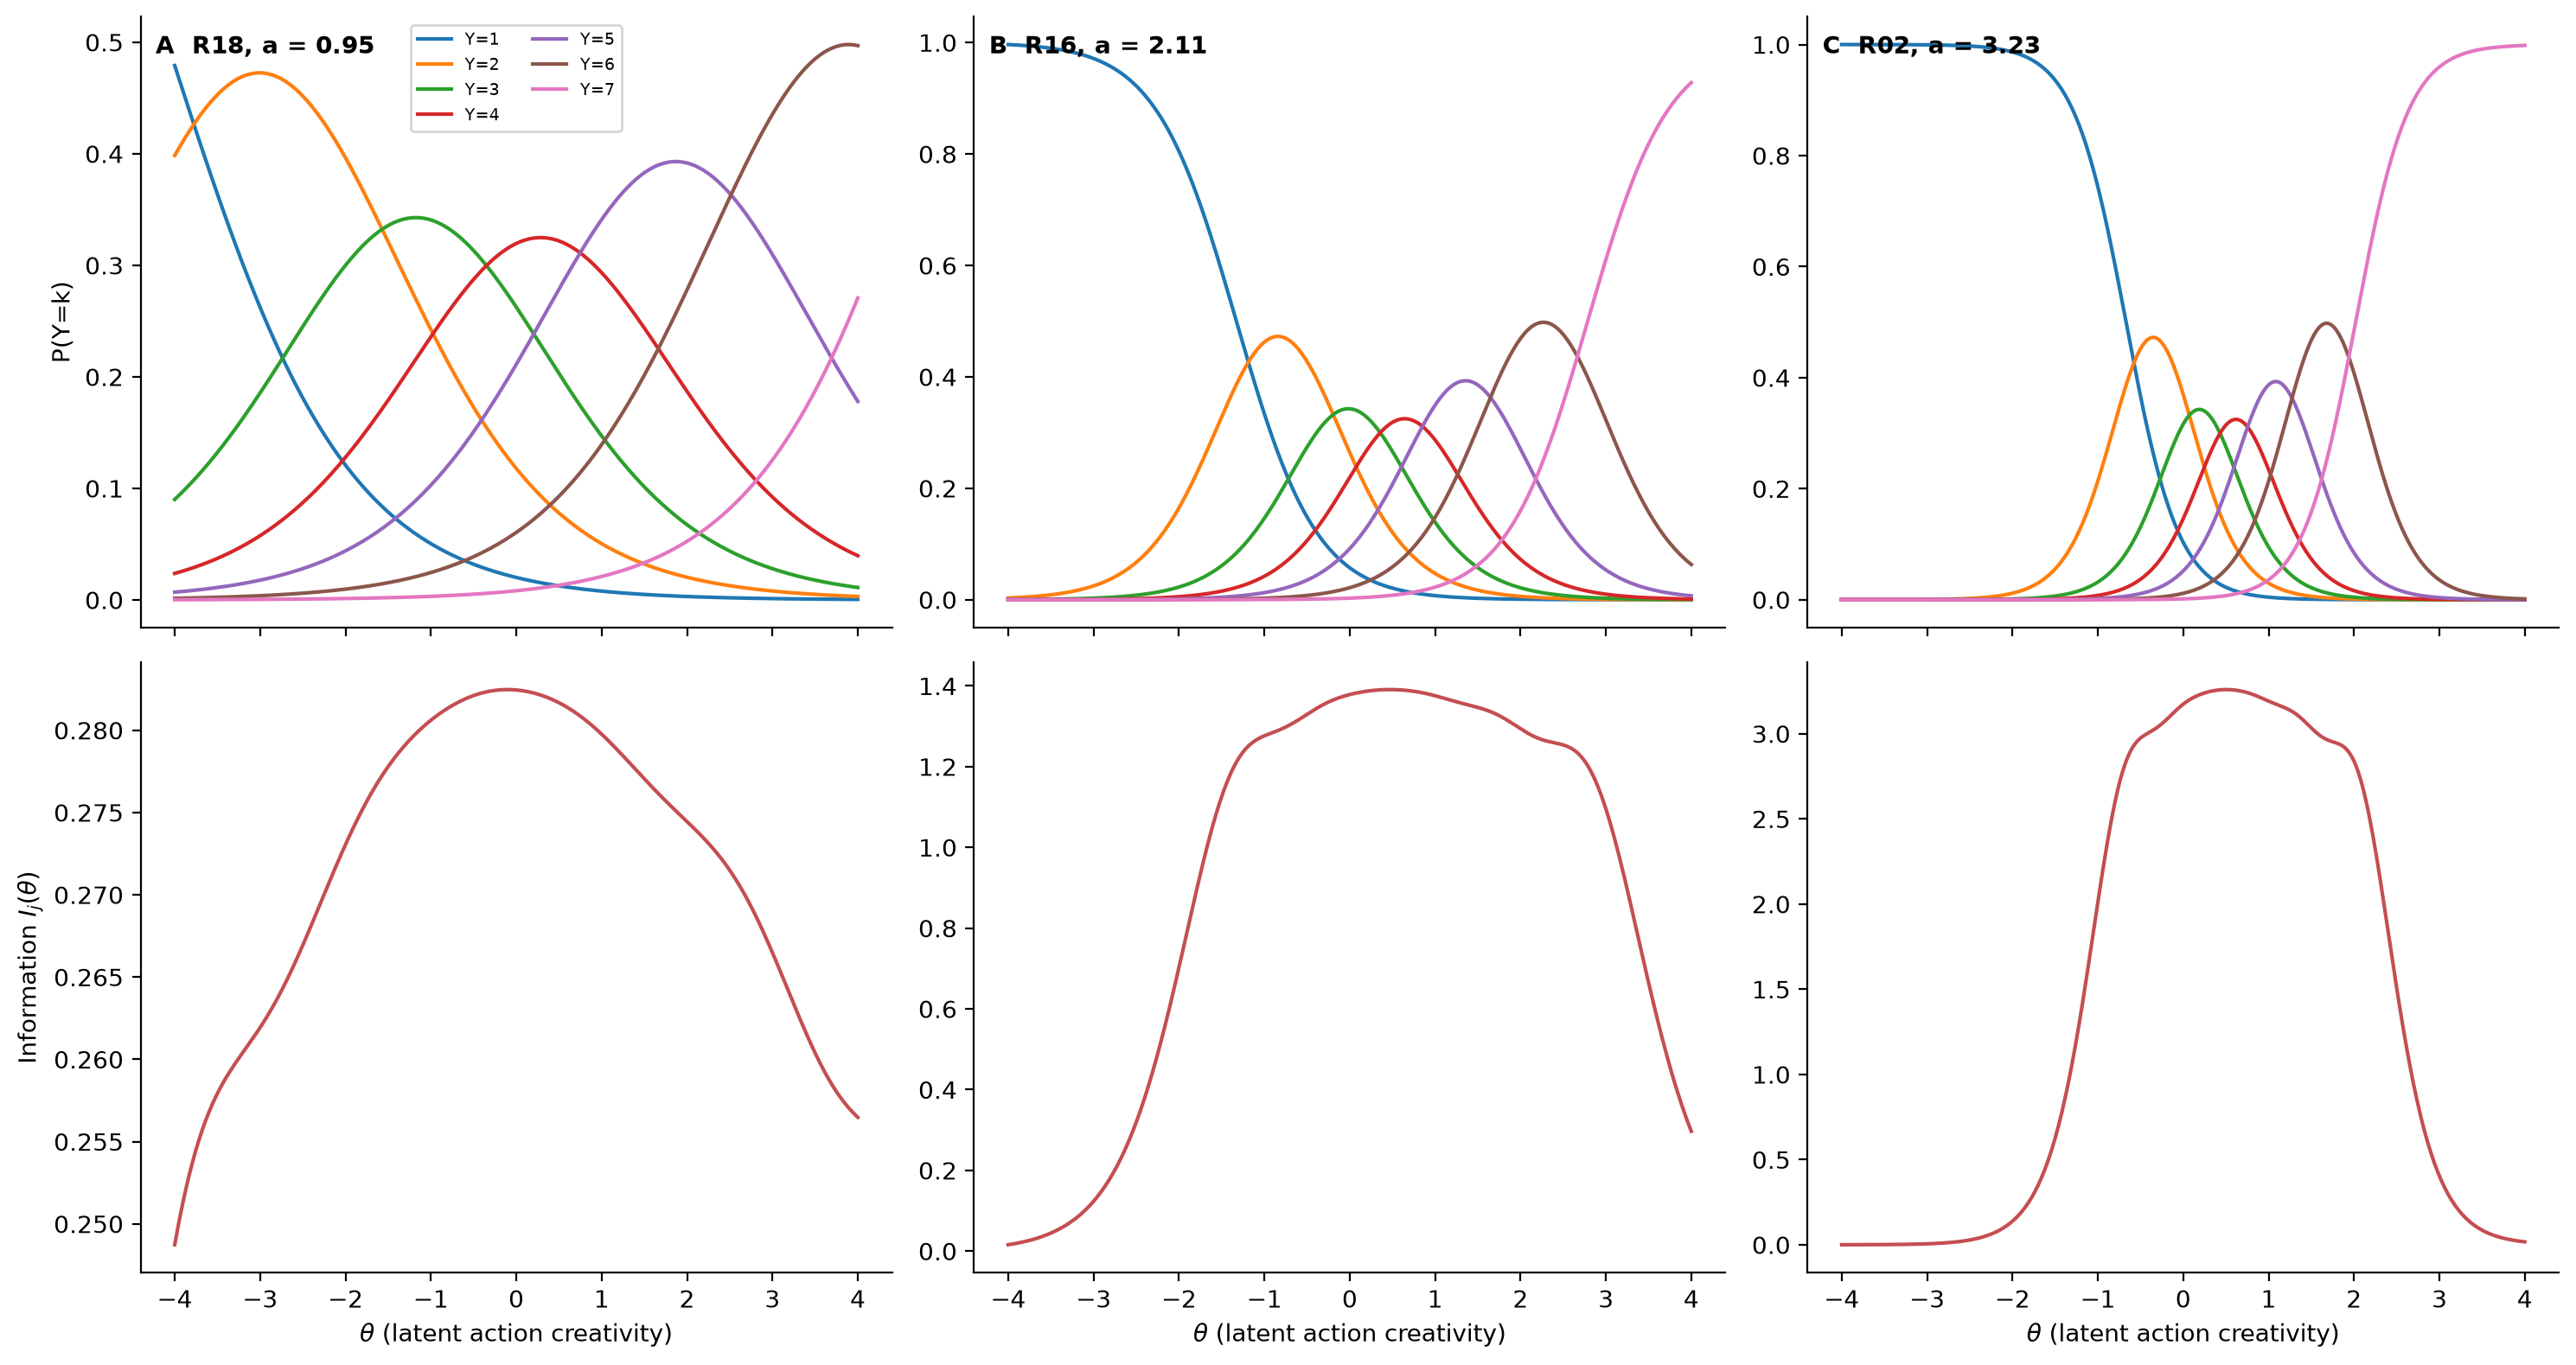 A  R18, a = 0.95
Y=1
Y=2
Y=3
Y=4
Y=5
Y=6
Y=7
P(Y=k)
0.5
0.4
0.3
0.2
0.1
0.0
B  R16, a = 2.11
1.0
0.8
0.6
0.4
0.2
0.0
C  R02, a = 3.23
1.0
0.8
0.6
0.4
0.2
0.0
Information Ij(θ)
0.280
0.275
0.270
0.265
0.260
0.255
0.250
−4 −3 −2 −1 0 1 2 3 4
θ (latent action creativity)
1.4
1.2
1.0
0.8
0.6
0.4
0.2
0.0
−4 −3 −2 −1 0 1 2 3 4
θ (latent action creativity)
3.0
2.5
2.0
1.5
1.0
0.5
0.0
−4 −3 −2 −1 0 1 2 3 4
θ (latent action creativity)